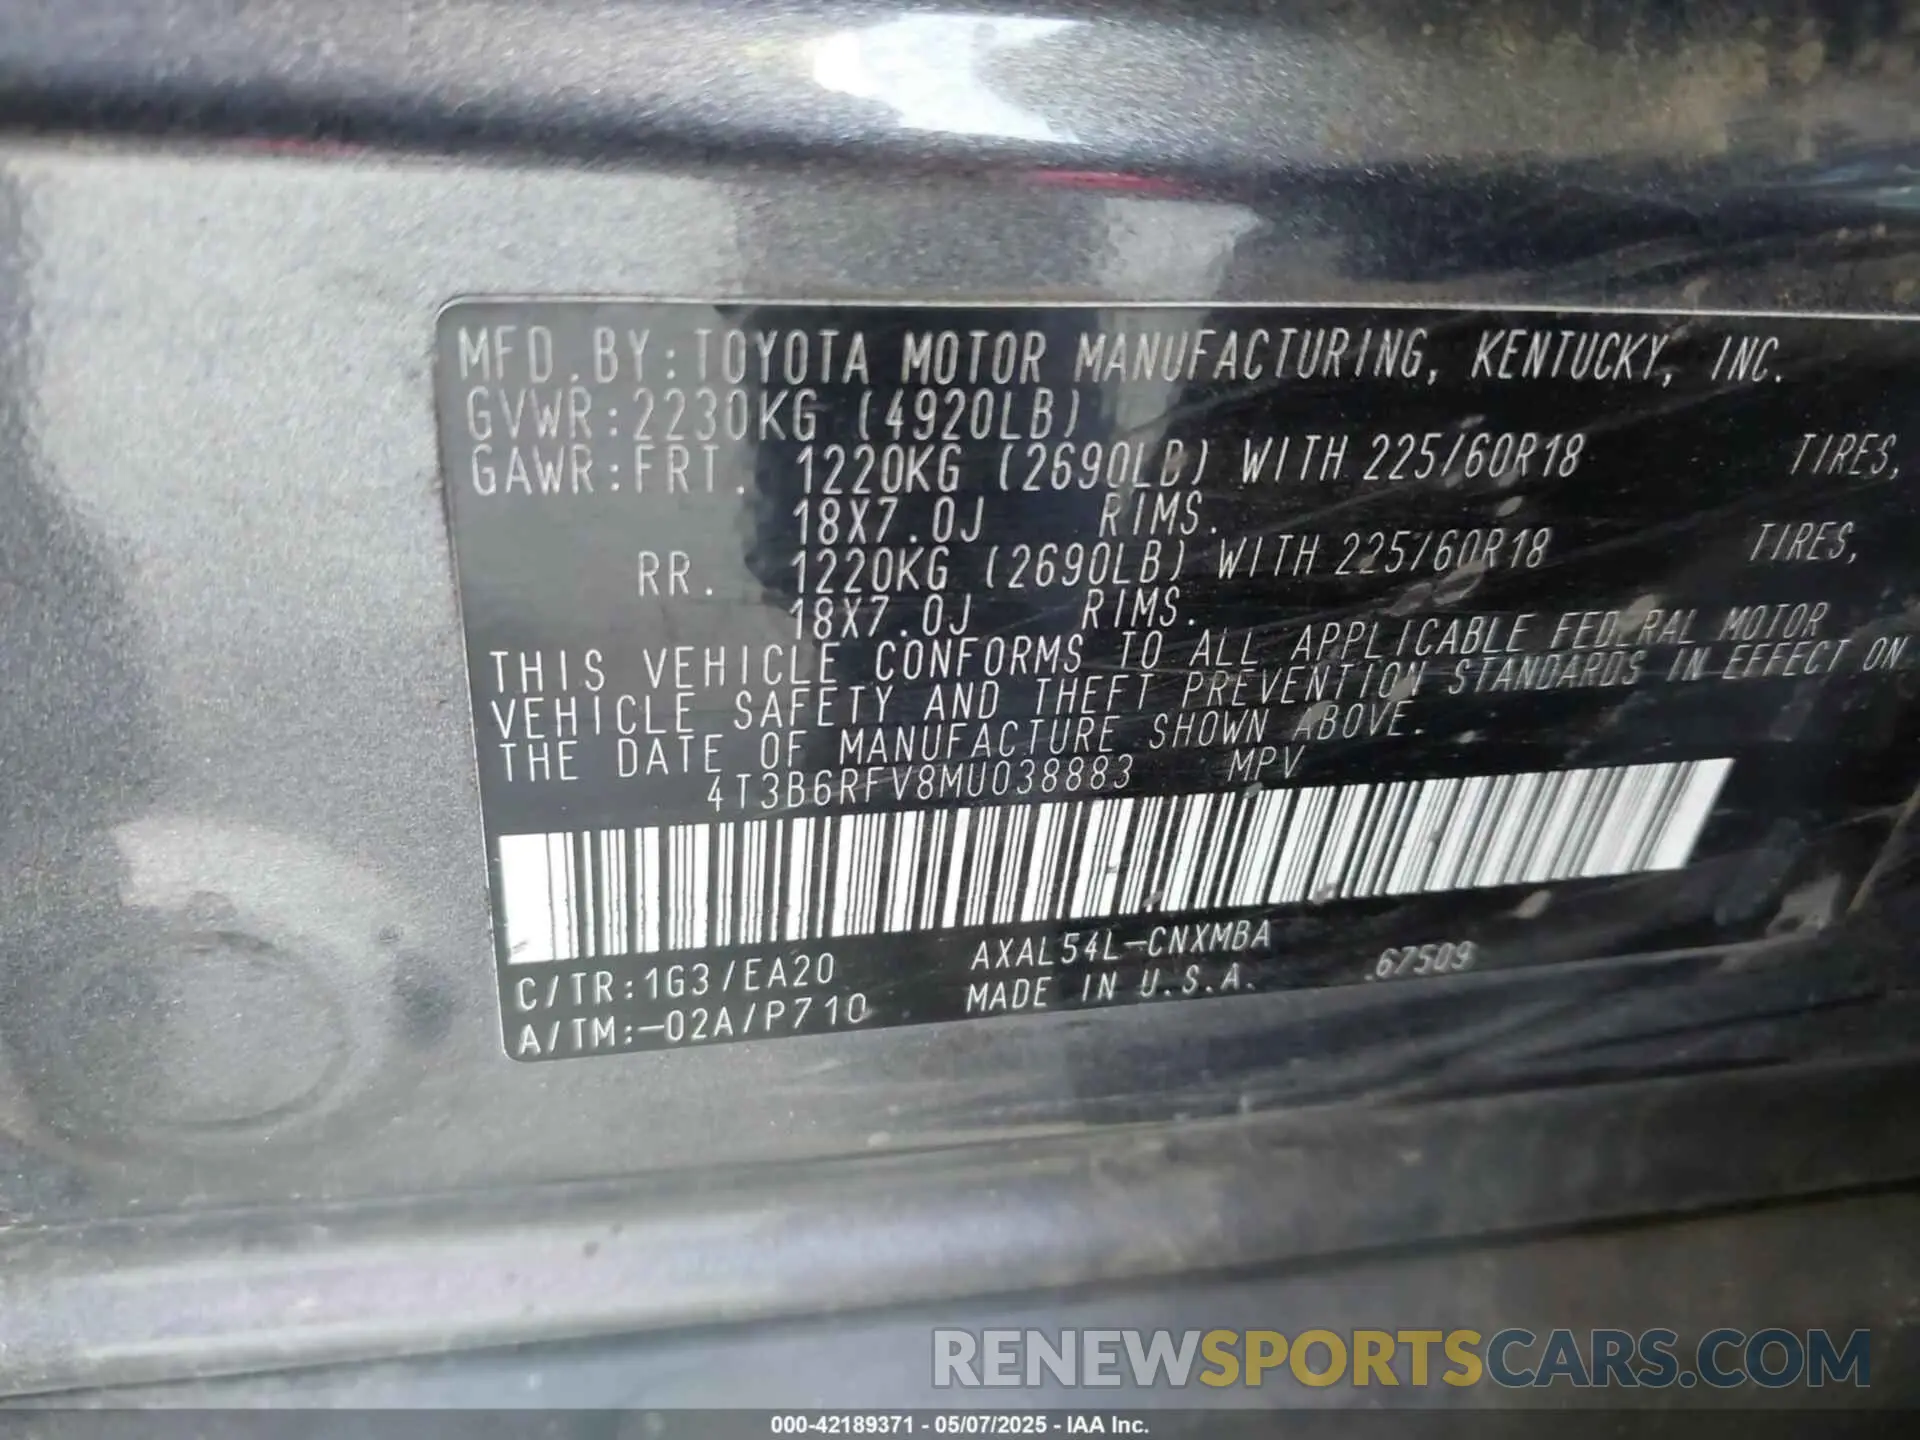 MFD. BY: TOYOTA MOTOR MANUFACTURING, KENTUCKY, INC.
GVWR: 2230KG (4920LB)
GAWR: FRT. 1220KG (2690LB) WITH 225/60R18 TIRES,
18X7.0J RIMS.
RR. 1220KG (2690LB) WITH 225/60R18 TIRES,
18X7.0J RIMS.
THIS VEHICLE CONFORMS TO ALL APPLICABLE FEDERAL MOTOR
VEHICLE SAFETY AND THEFT PREVENTION STANDARDS IN EFFECT ON
THE DATE OF MANUFACTURE SHOWN ABOVE.
4T3B6RFV8MU038883 MPV
C/TR: 1G3/EA20 AXAL54L-CNXMBA
A/TM:-02A/P710 MADE IN U.S.A. 67509
RENEWSPORTSCARS.COM
000-42189371 - 05/07/2025 - IAA Inc.